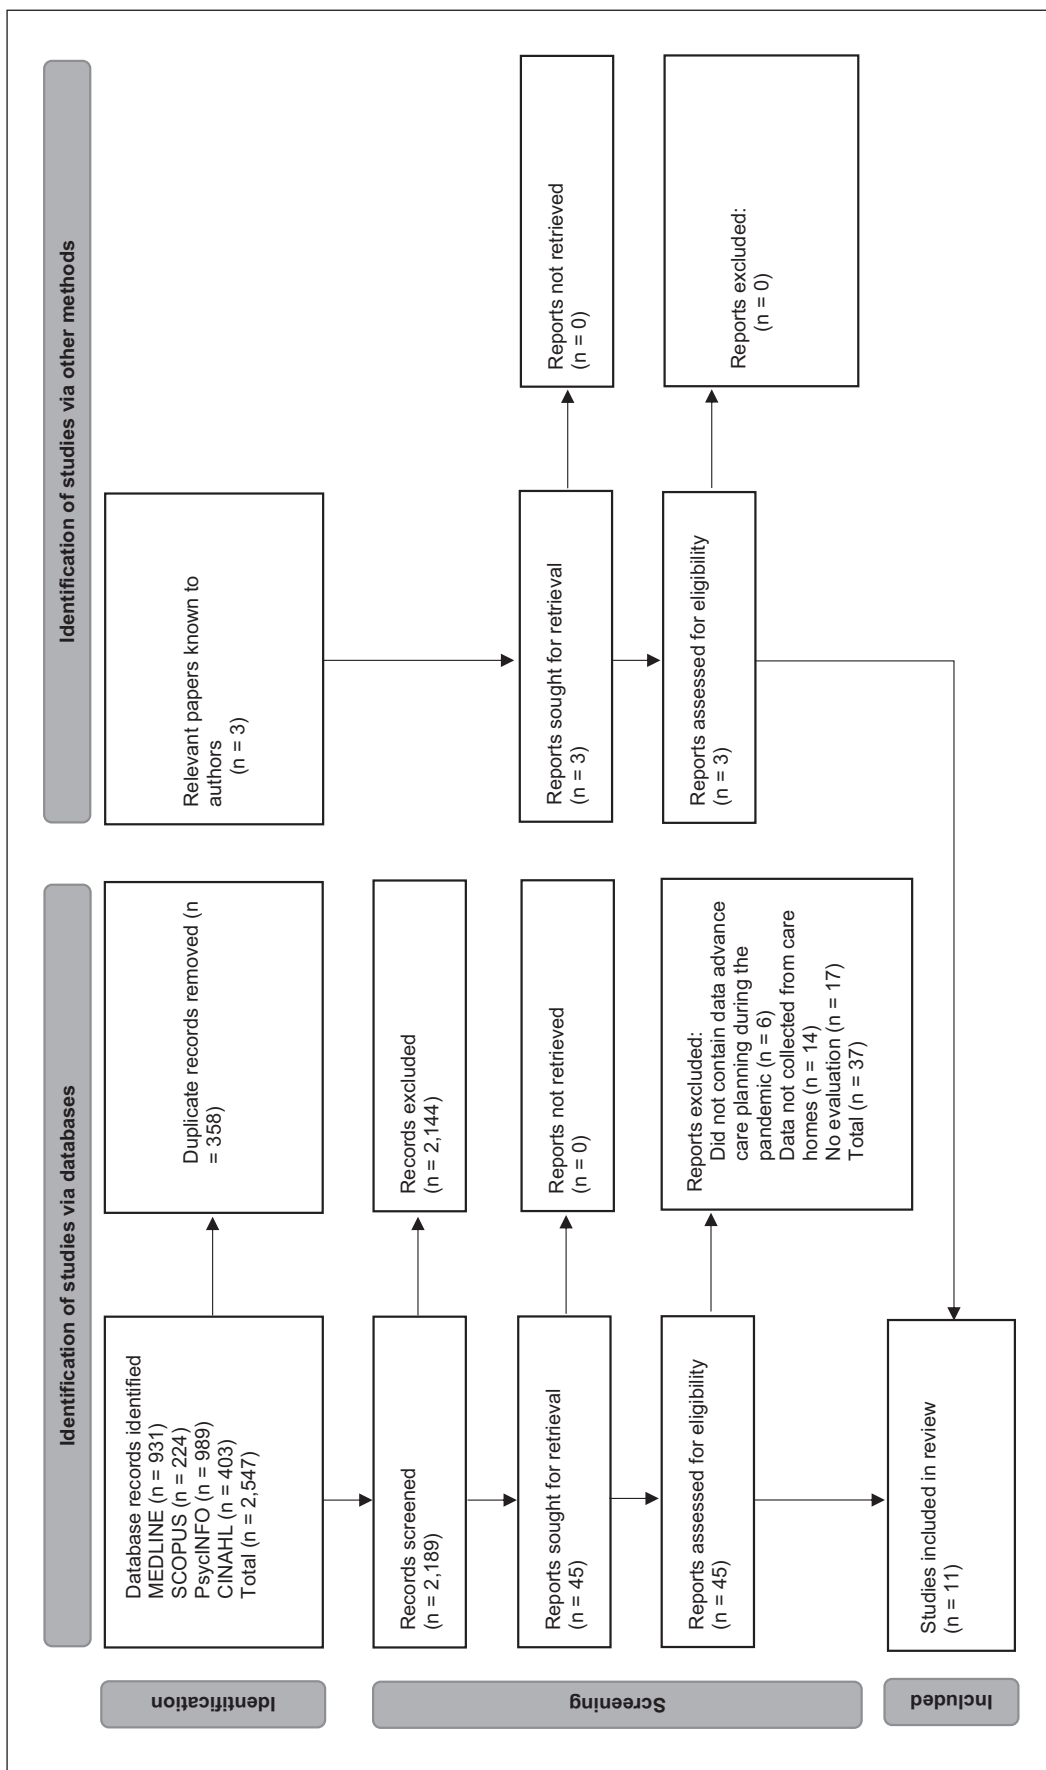 Identification of studies via databases
Identification of studies via other methods
Identification
Database records identified
MEDLINE (n = 931)
SCOPUS (n = 224)
PsycINFO (n = 989)
CINAHL (n = 403)
Total (n = 2,547)
Duplicate records removed (n
= 358)
Relevant papers known to
authors
(n = 3)
Screening
Records screened
(n = 2,189)
Records excluded
(n = 2,144)
Reports sought for retrieval
(n = 45)
Reports not retrieved
(n = 0)
Reports sought for retrieval
(n = 3)
Reports not retrieved
(n = 0)
Reports assessed for eligibility
(n = 45)
Reports excluded:
Did not contain data advance
care planning during the
pandemic (n = 6)
Data not collected from care
homes (n = 14)
No evaluation (n = 17)
Total (n = 37)
Reports assessed for eligibility
(n = 3)
Reports excluded:
(n = 0)
Included
Studies included in review
(n = 11)